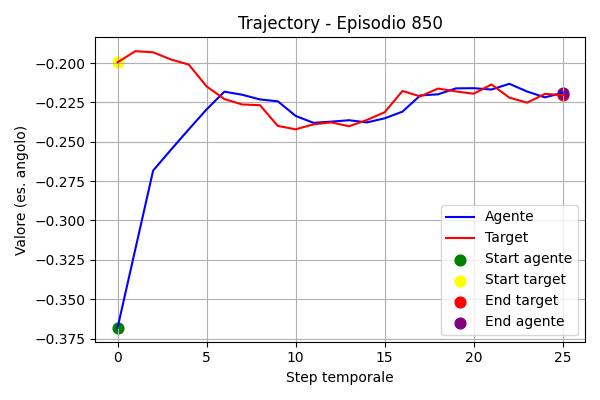 Trajectory - Episodio 850
Valore (es. angolo)
−0.200
−0.225
−0.250
−0.275
−0.300
−0.325
−0.350
−0.375
Agente
Target
Start agente
Start target
End target
End agente
0 5 10 15 20 25
Step temporale